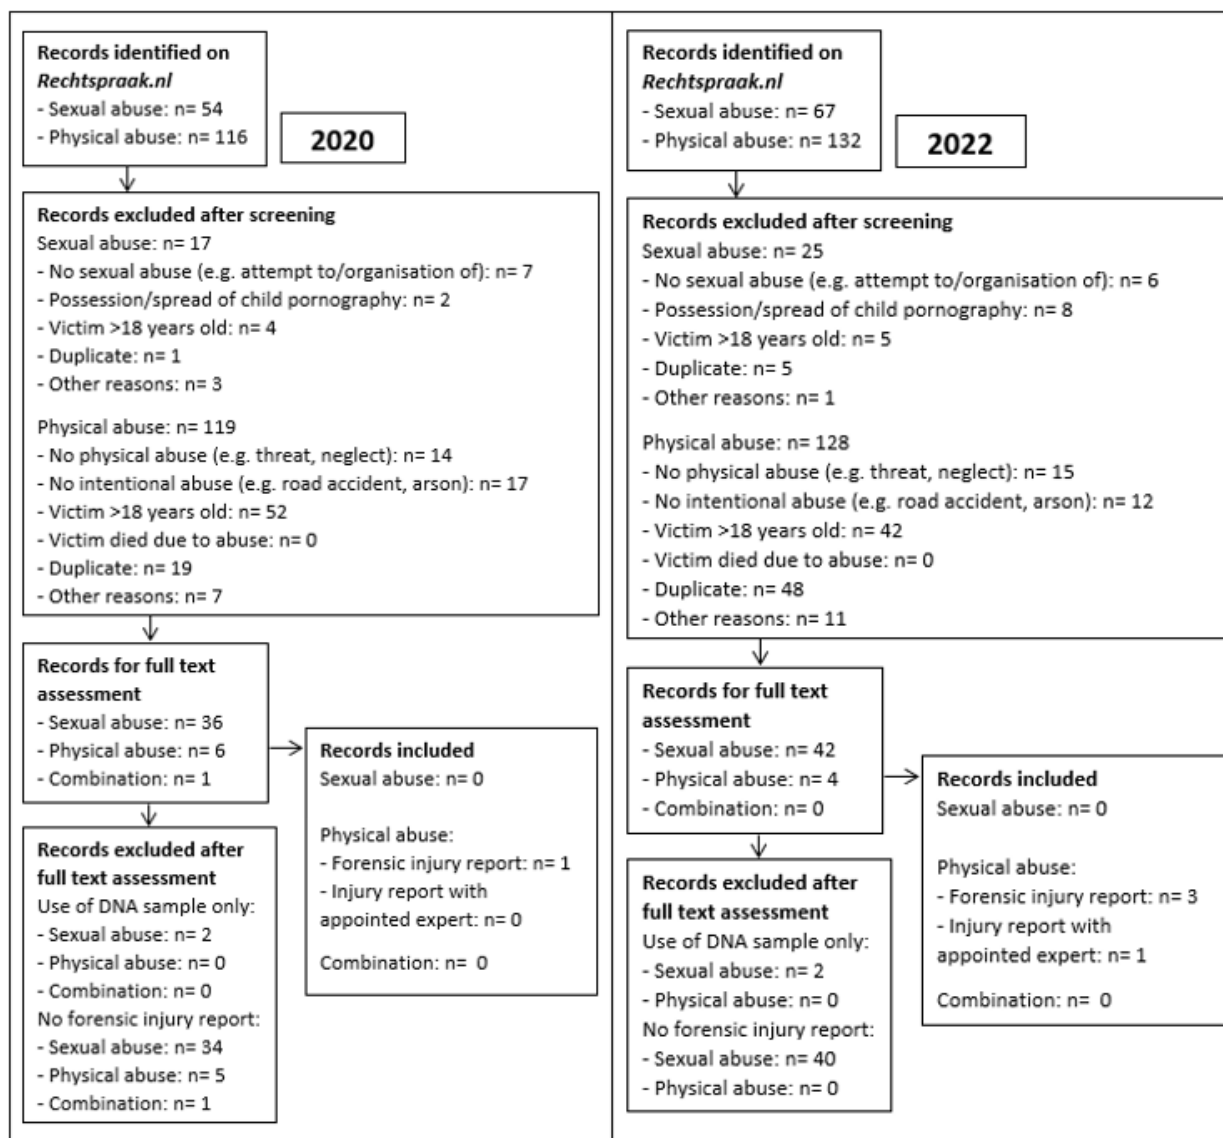 Records identified on
Rechtspraak.nl
- Sexual abuse: n= 54
- Physical abuse: n= 116
2020
Records excluded after screening
Sexual abuse: n= 17
- No sexual abuse (e.g. attempt to/organisation of): n= 7
- Possession/spread of child pornography: n= 2
- Victim >18 years old: n= 4
- Duplicate: n= 1
- Other reasons: n= 3
Physical abuse: n= 119
- No physical abuse (e.g. threat, neglect): n= 14
- No intentional abuse (e.g. road accident, arson): n= 17
- Victim >18 years old: n= 52
- Victim died due to abuse: n= 0
- Duplicate: n= 19
- Other reasons: n= 7
Records for full text
assessment
- Sexual abuse: n= 36
- Physical abuse: n= 6
- Combination: n= 1
Records included
Sexual abuse: n= 0
Physical abuse:
- Forensic injury report: n= 1
- Injury report with
appointed expert: n= 0
Combination: n=  0
Records excluded after
full text assessment
Use of DNA sample only:
- Sexual abuse: n= 2
- Physical abuse: n= 0
- Combination: n= 0
No forensic injury report:
- Sexual abuse: n= 34
- Physical abuse: n= 5
- Combination: n= 1
Records identified on
Rechtspraak.nl
- Sexual abuse: n= 67
- Physical abuse: n= 132
2022
Records excluded after screening
Sexual abuse: n= 25
- No sexual abuse (e.g. attempt to/organisation of): n= 6
- Possession/spread of child pornography: n= 8
- Victim >18 years old: n= 5
- Duplicate: n= 5
- Other reasons: n= 1
Physical abuse: n= 128
- No physical abuse (e.g. threat, neglect): n= 15
- No intentional abuse (e.g. road accident, arson): n= 12
- Victim >18 years old: n= 42
- Victim died due to abuse: n= 0
- Duplicate: n= 48
- Other reasons: n= 11
Records for full text
assessment
- Sexual abuse: n= 42
- Physical abuse: n= 4
- Combination: n= 0
Records included
Sexual abuse: n= 0
Physical abuse:
- Forensic injury report: n= 3
- Injury report with
appointed expert: n= 1
Combination: n=  0
Records excluded after
full text assessment
Use of DNA sample only:
- Sexual abuse: n= 2
- Physical abuse: n= 0
No forensic injury report:
- Sexual abuse: n= 40
- Physical abuse: n= 0